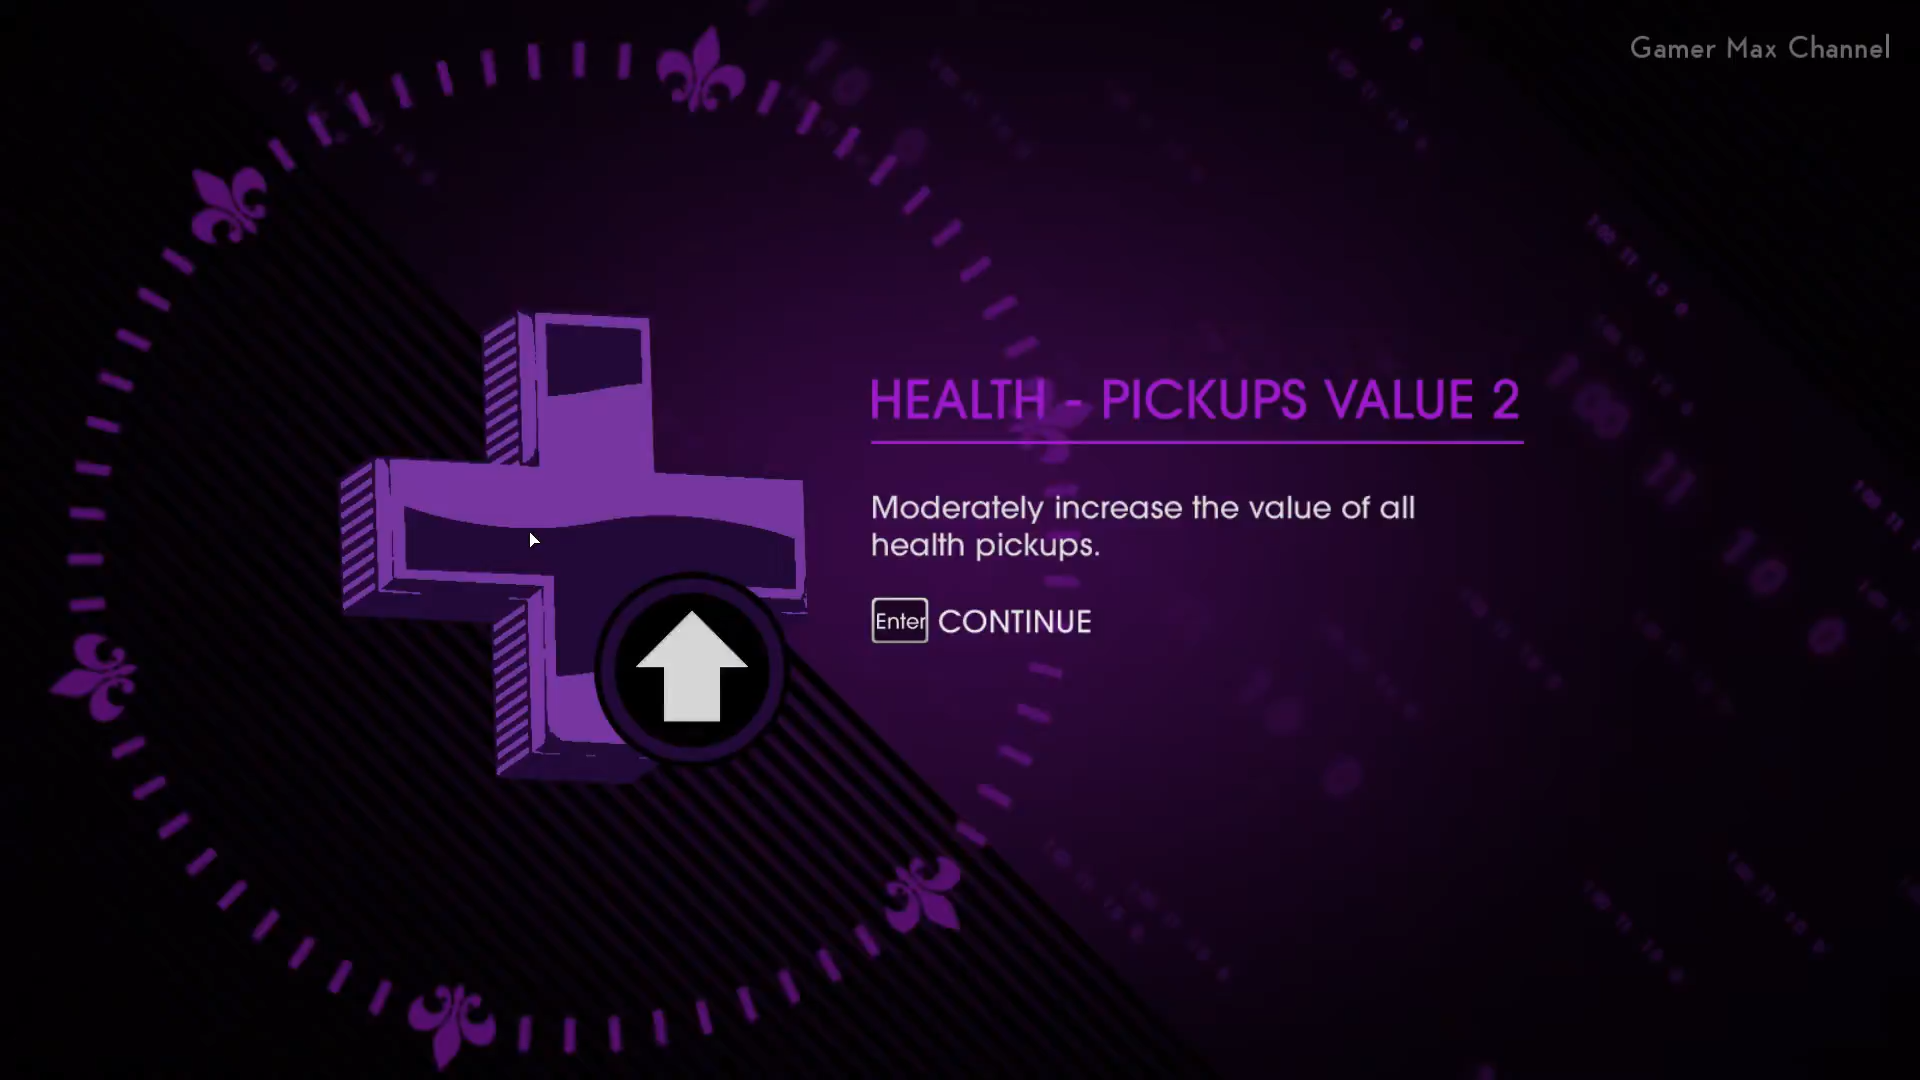 Gamer Max Channel
HEALTH - PICKUPS VALUE 2
Moderately increase the value of all
health pickups.
Enter CONTINUE